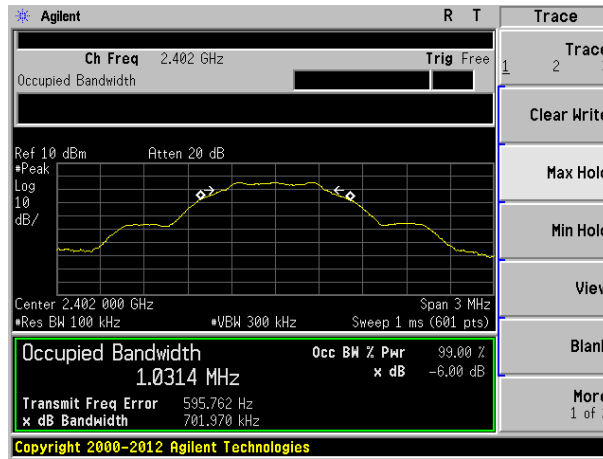 Agilent R T Trace
Ch Freq 2.402 GHz Trig Free
Occupied Bandwidth
Trace
1 2
Clear Write
Max Hold
Min Hold
View
Blank
More
1 of
Ref 10 dBm Atten 20 dB
#Peak
Log
10
dB/
Center 2.402 000 GHz Span 3 MHz
#Res BW 100 kHz #VBW 300 kHz Sweep 1 ms (601 pts)
Occupied Bandwidth Occ BW % Pwr 99.00 %
1.0314 MHz x dB -6.00 dB
Transmit Freq Error 595.762 Hz
x dB Bandwidth 701.970 kHz
Copyright 2000-2012 Agilent Technologies